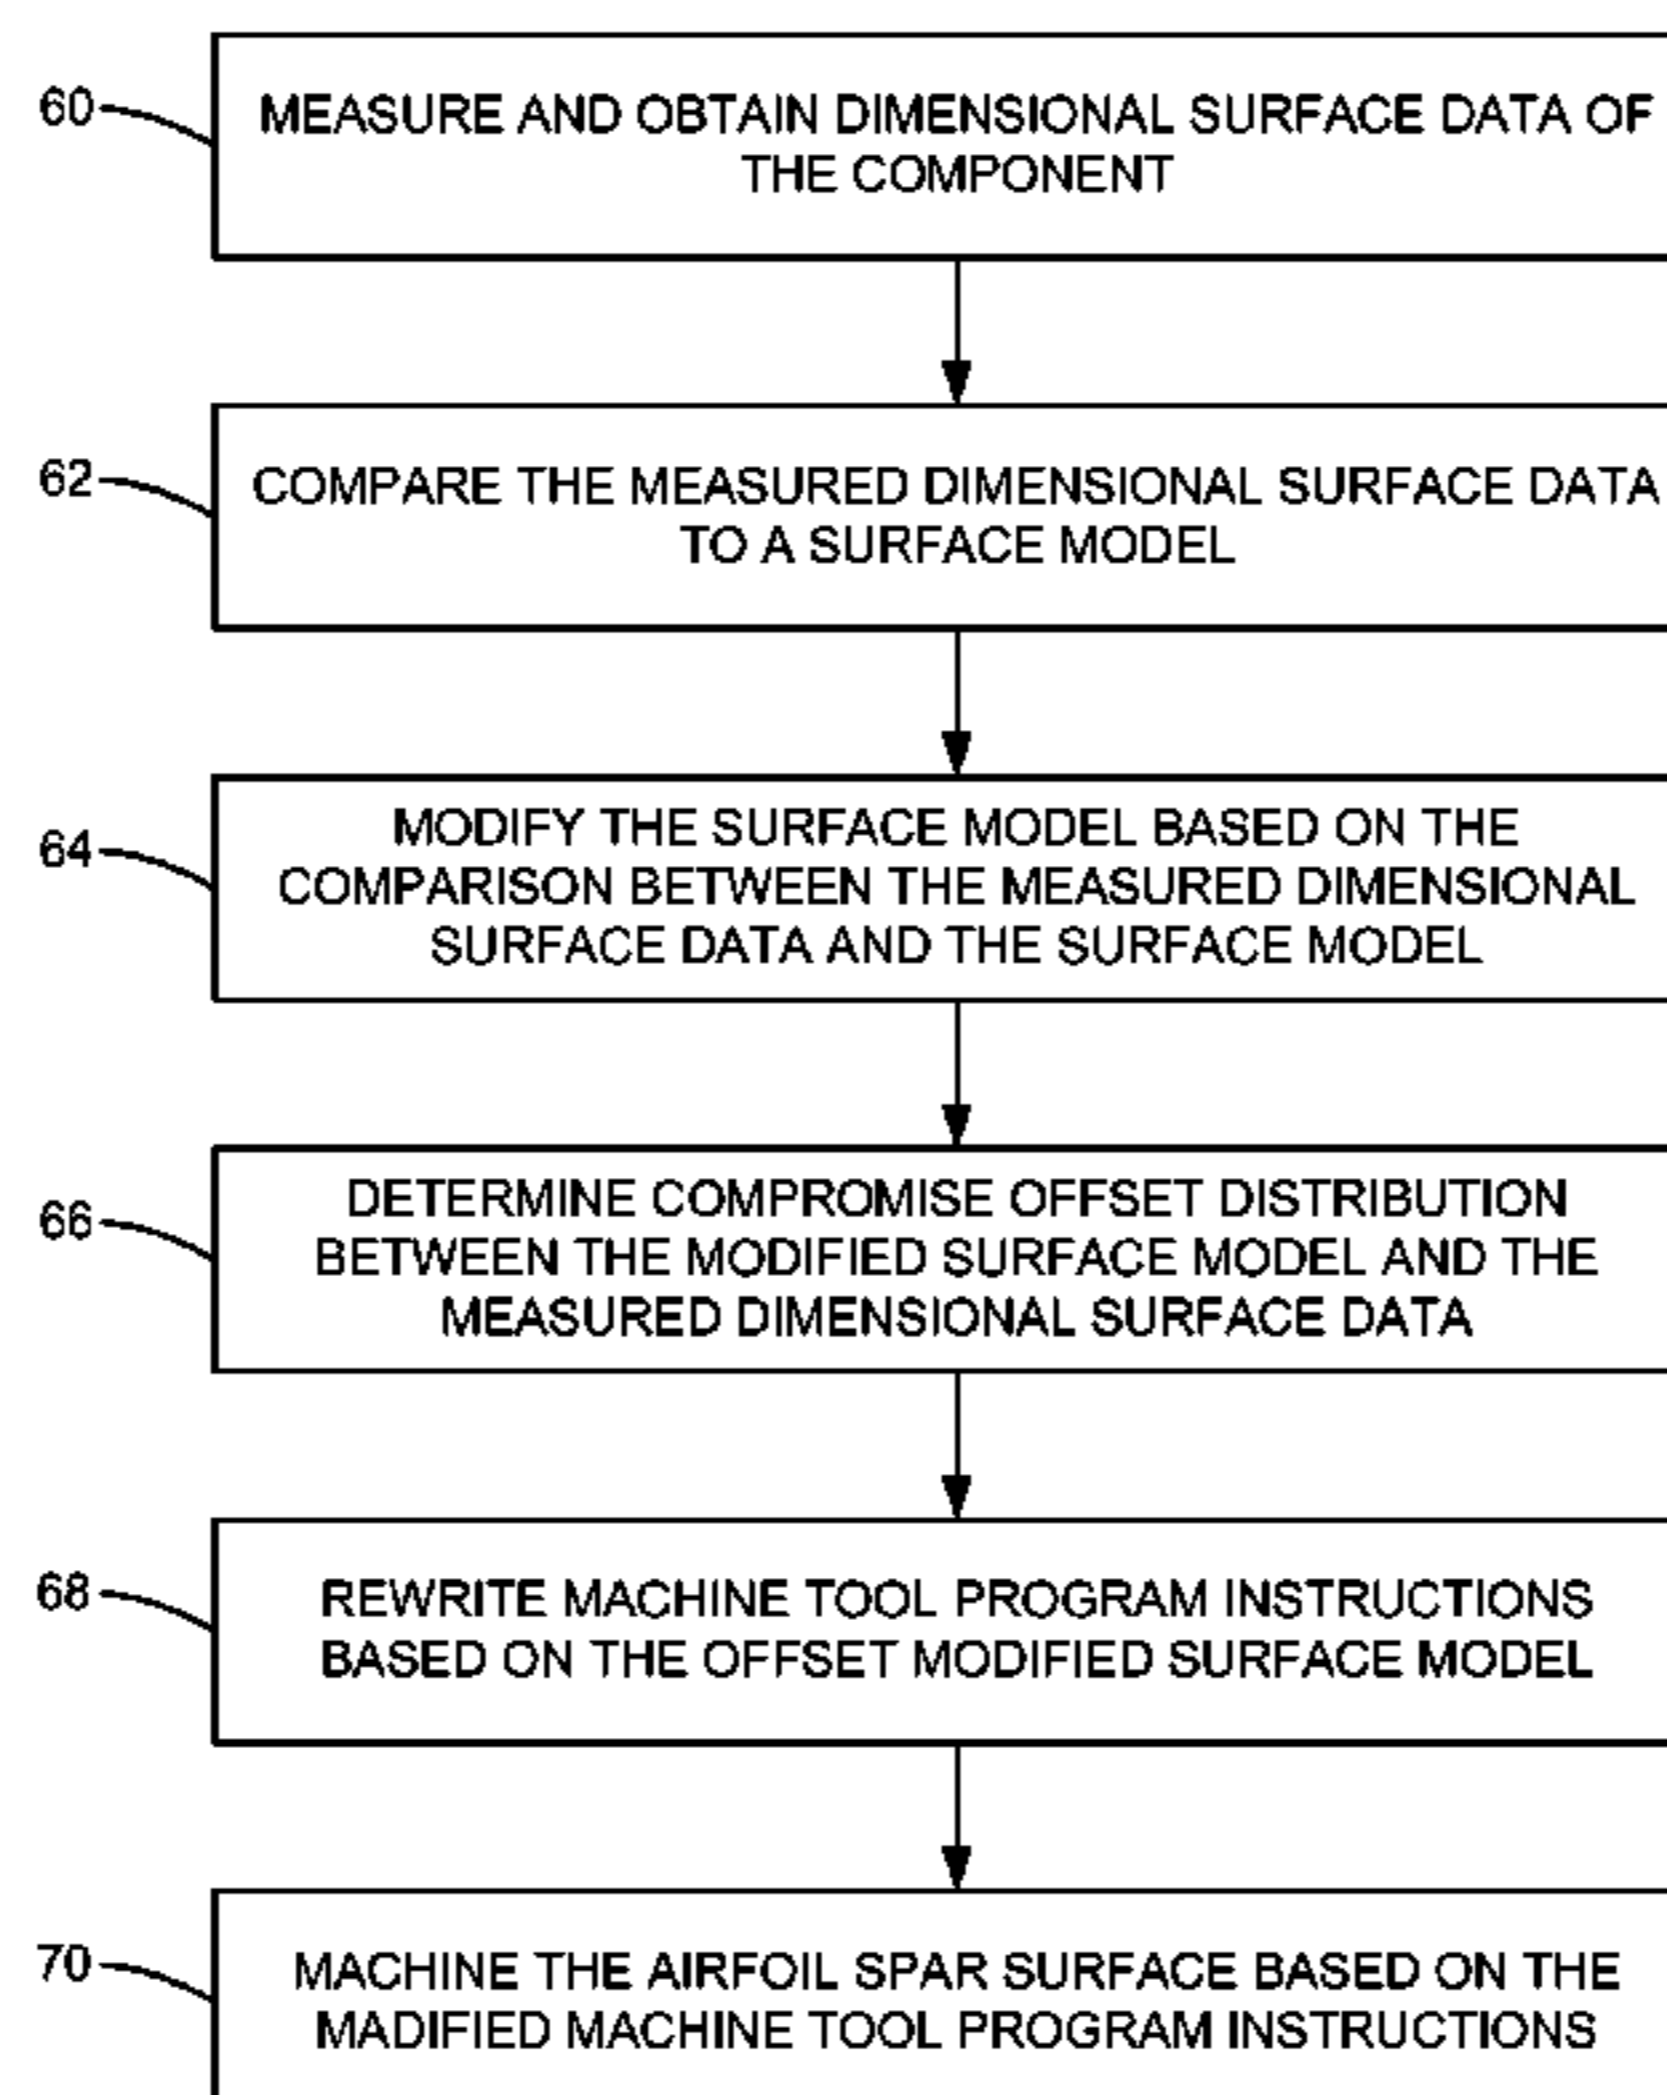 60
MEASURE AND OBTAIN DIMENSIONAL SURFACE DATA OF
THE COMPONENT
62
COMPARE THE MEASURED DIMENSIONAL SURFACE DATA
TO A SURFACE MODEL
64
MODIFY THE SURFACE MODEL BASED ON THE
COMPARISON BETWEEN THE MEASURED DIMENSIONAL
SURFACE DATA AND THE SURFACE MODEL
66
DETERMINE COMPROMISE OFFSET DISTRIBUTION
BETWEEN THE MODIFIED SURFACE MODEL AND THE
MEASURED DIMENSIONAL SURFACE DATA
68
REWRITE MACHINE TOOL PROGRAM INSTRUCTIONS
BASED ON THE OFFSET MODIFIED SURFACE MODEL
70
MACHINE THE AIRFOIL SPAR SURFACE BASED ON THE
MADIFIED MACHINE TOOL PROGRAM INSTRUCTIONS